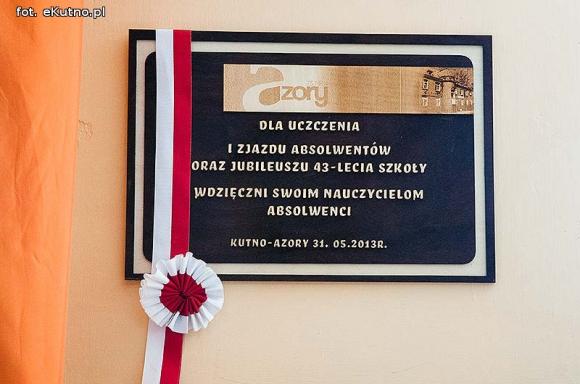 fot. eKutno.pl
azory
DLA UCZCZENIA
I ZJAZDU ABSOLWENTÓW
ORAZ JUBILEUSZU 43-LECIA SZKOŁY
WDZIĘCZNI SWOIM NAUCZYCIELOM
ABSOLWENCI
KUTNO-AZORY 31. 05.2013R.